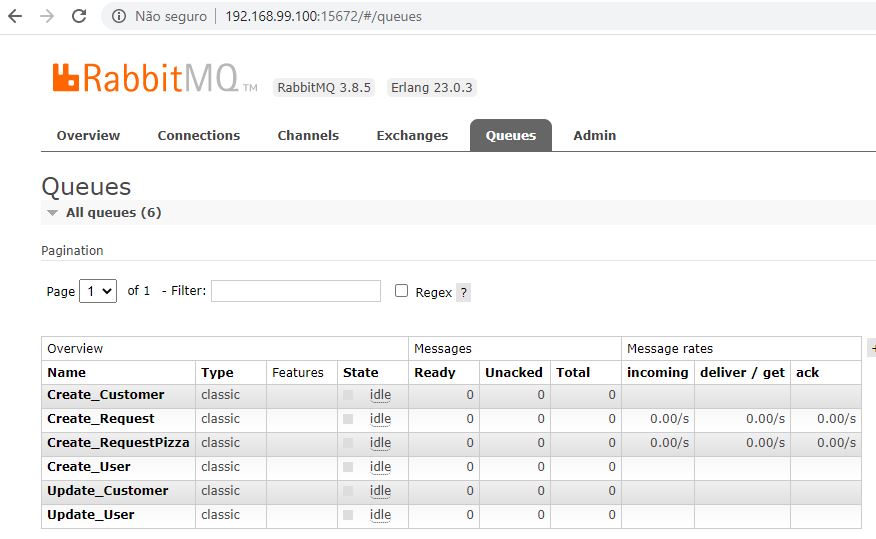 Não seguro | 192.168.99.100:15672/#/queues
RabbitMQ TM RabbitMQ 3.8.5 Erlang 23.0.3
Overview Connections Channels Exchanges Queues Admin
Queues
All queues (6)
Pagination
Page 1 of 1 - Filter: Regex ?
Overview Messages Message rates +
Name Type Features State Ready Unacked Total incoming deliver / get ack
Create_Customer classic idle 0 0 0
Create_Request classic idle 0 0 0 0.00/s 0.00/s 0.00/s
Create_RequestPizza classic idle 0 0 0 0.00/s 0.00/s 0.00/s
Create_User classic idle 0 0 0
Update_Customer classic idle 0 0 0
Update_User classic idle 0 0 0